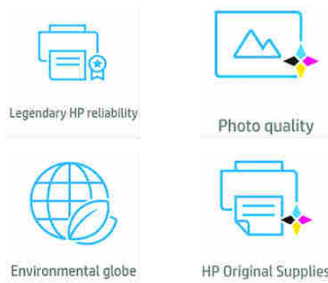 Legendary HP reliability
Photo quality
Environmental globe
HP Original Supplies